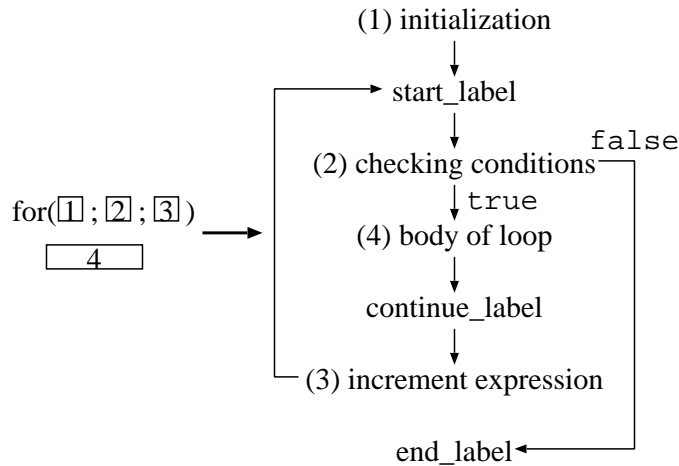 (1) initialization
start_label
false
(2) checking conditions
true
for(1 ; 2 ; 3 )
4
(4) body of loop
continue_label
(3) increment expression
end_label